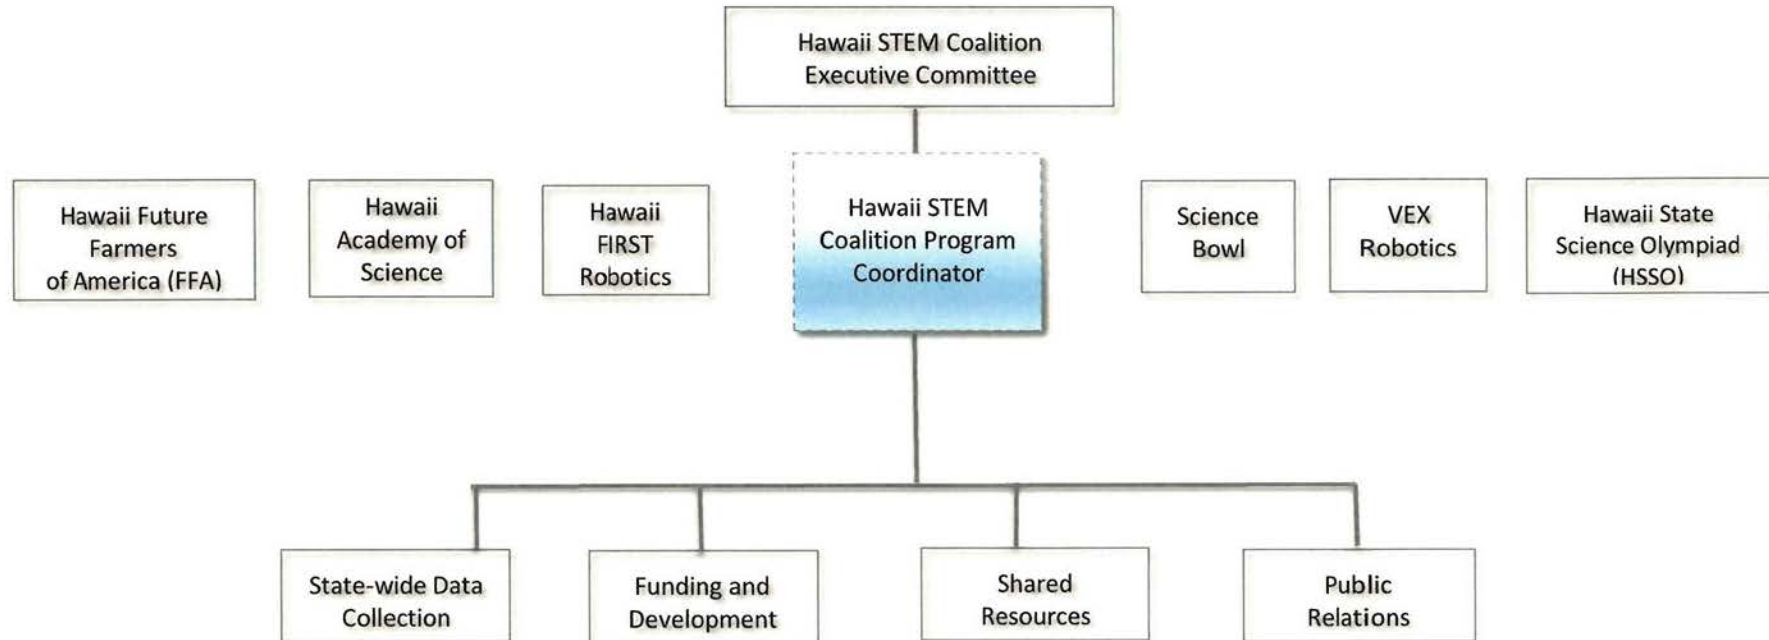 Hawaii STEM Coalition
Executive Committee
Hawaii Future
Farmers
of America (FFA)
Hawaii
Academy of
Science
Hawaii
FIRST
Robotics
Hawaii STEM
Coalition Program
Coordinator
Science
Bowl
VEX
Robotics
Hawaii State
Science Olympiad
(HSSO)
State-wide Data
Collection
Funding and
Development
Shared
Resources
Public
Relations